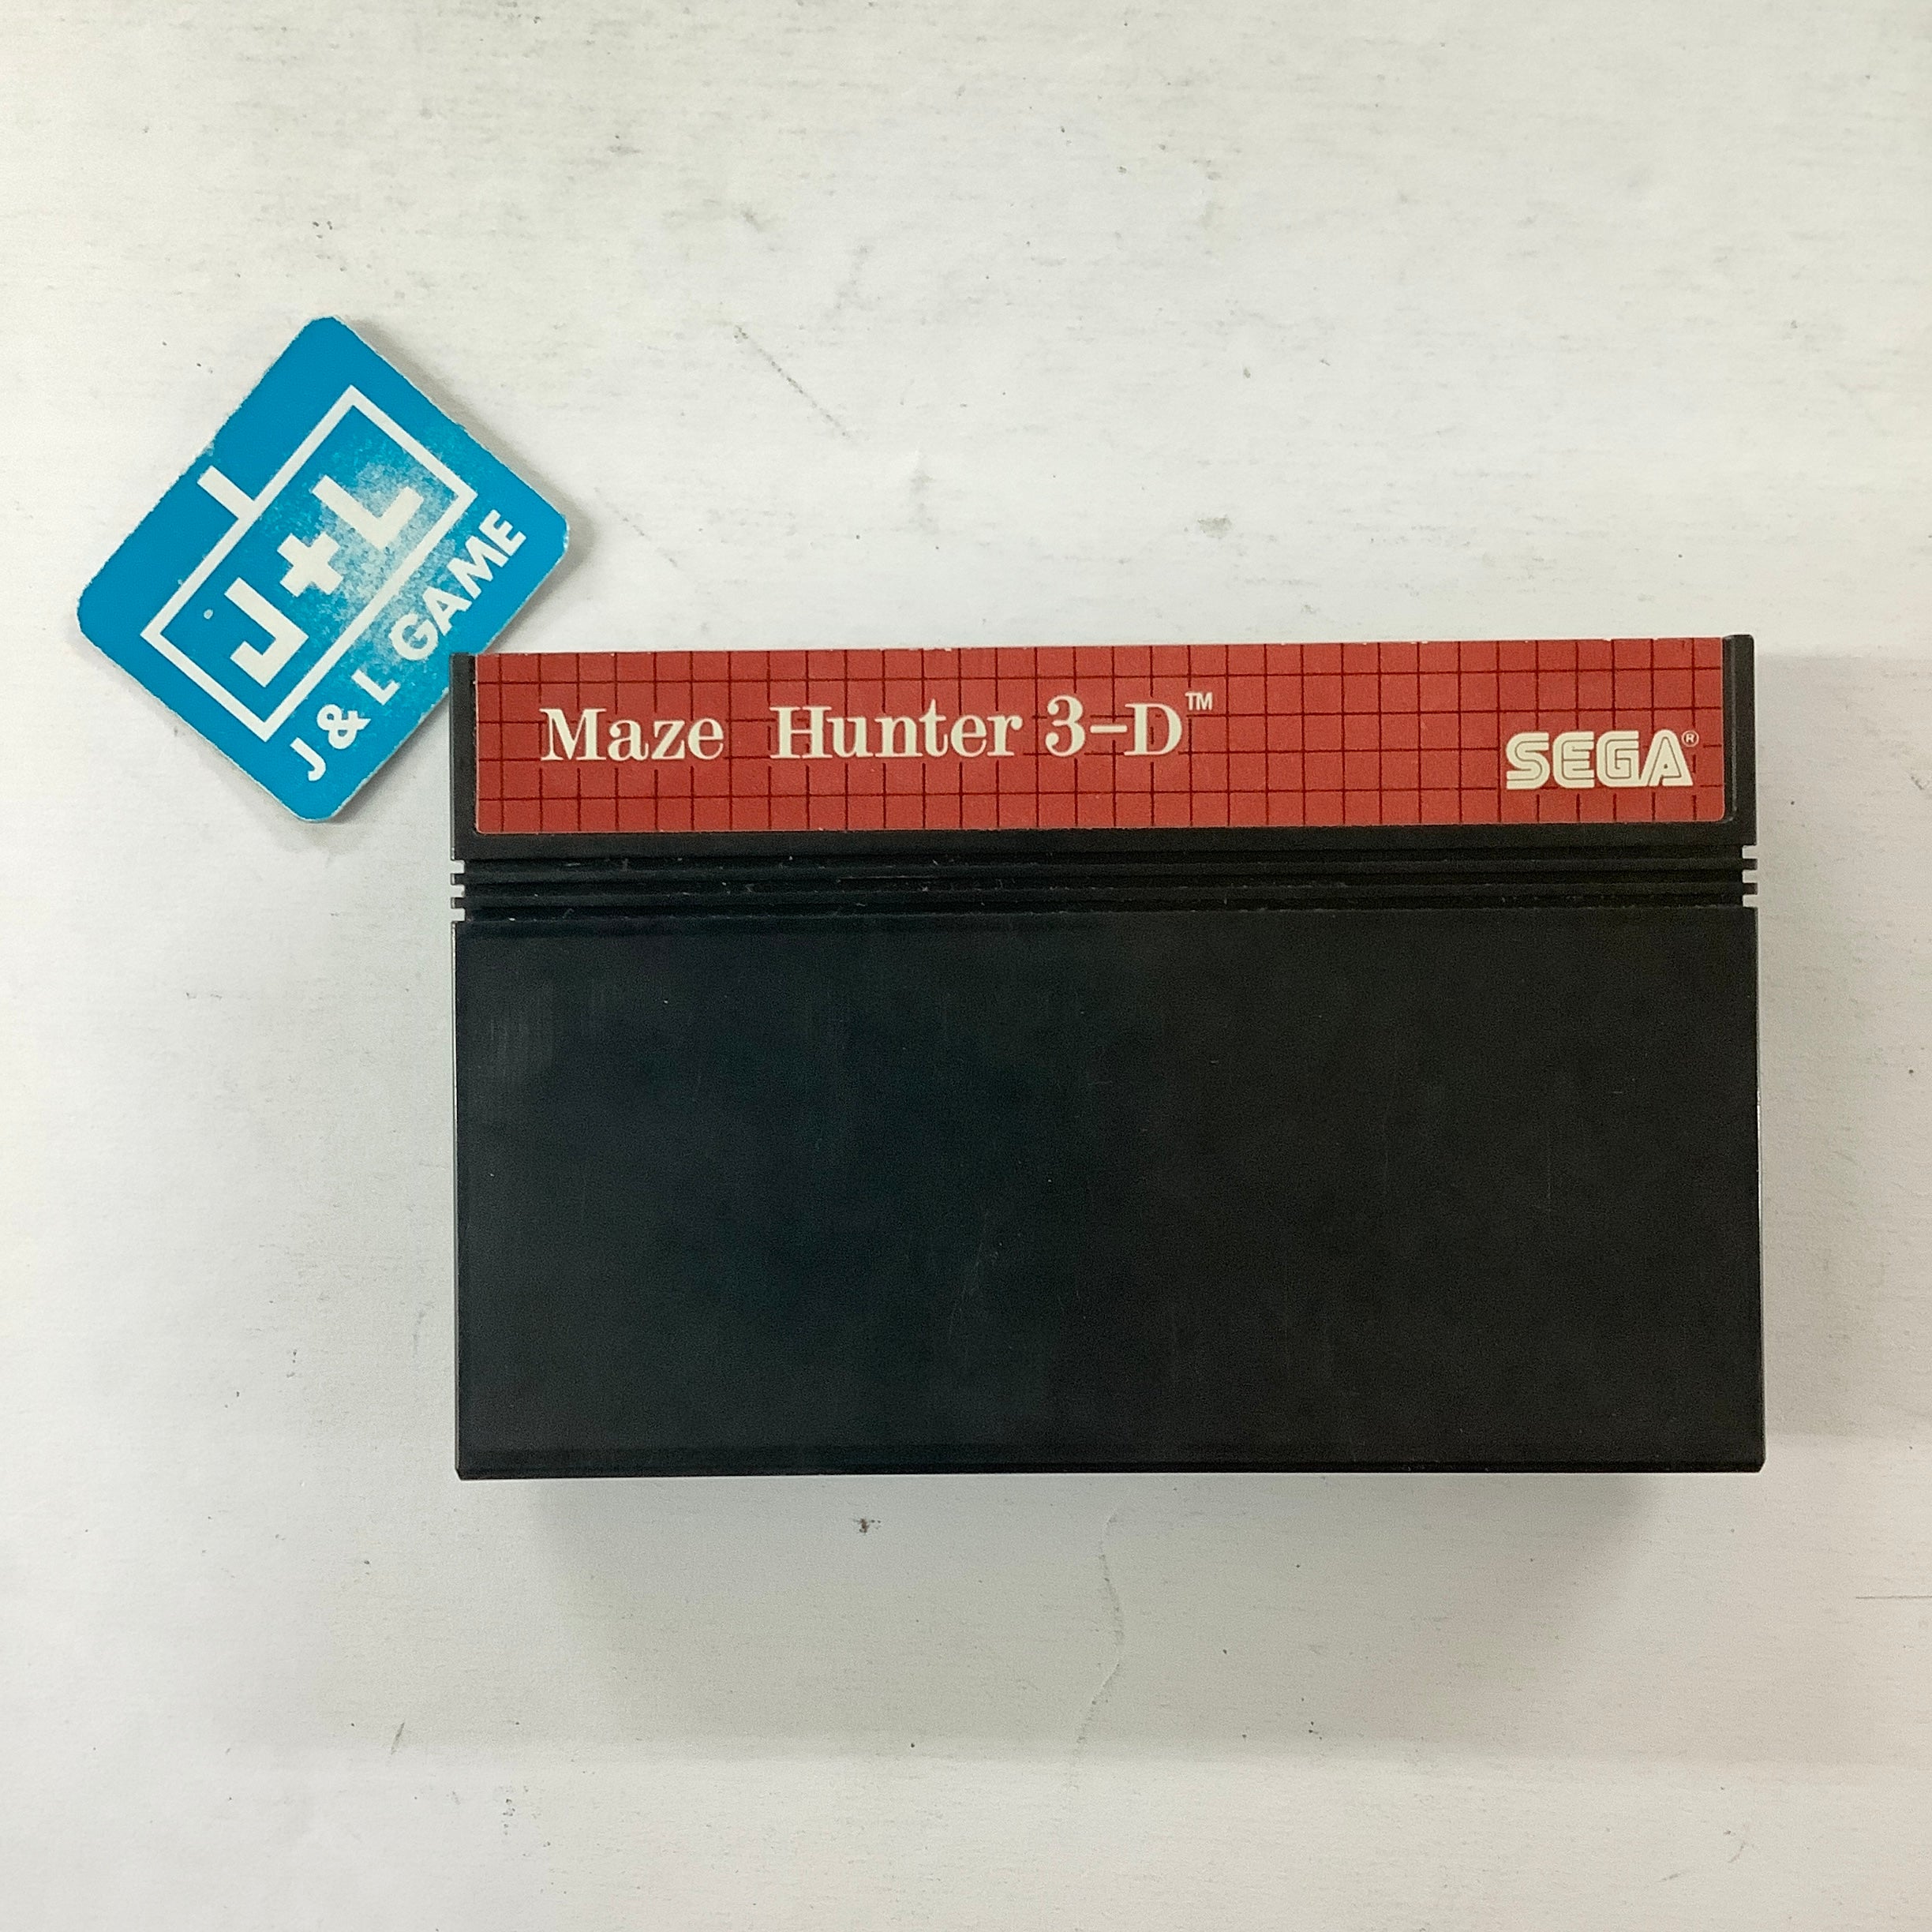 J+L
J & L GAME
Maze Hunter 3-D™
SEGA®